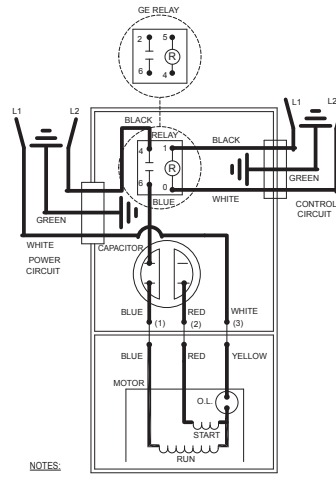 GE RELAY
2 5
R
6 4
L1 L2
BLACK
RELAY
BLACK
L1 L2
4 1
R
6 0
BLUE
GREEN
WHITE
CONTROL
CIRCUIT
GREEN
WHITE
POWER
CIRCUIT
CAPACITOR
BLUE RED WHITE
(1) (2) (3)
BLUE RED YELLOW
MOTOR
O.L.
START
RUN
NOTES: